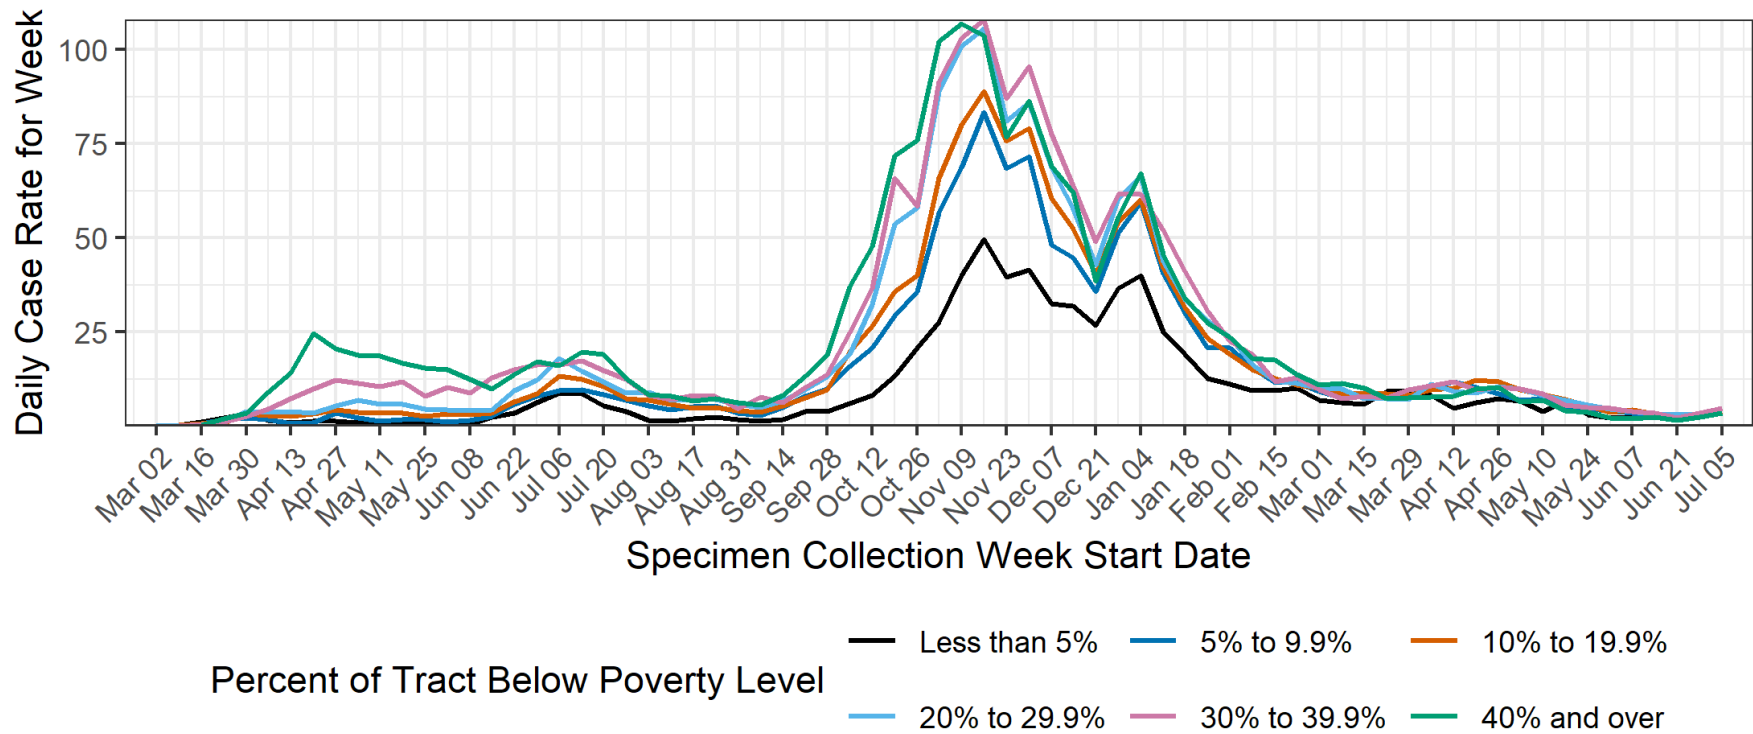 Daily Case Rate for Week
100
75
50
25
Mar 02
Mar 16
Mar 30
Apr 13
Apr 27
May 11
May 25
Jun 08
Jun 22
Jul 06
Jul 20
Aug 03
Aug 17
Aug 31
Sep 14
Sep 28
Oct 12
Oct 26
Nov 09
Nov 23
Dec 07
Dec 21
Jan 04
Jan 18
Feb 01
Feb 15
Mar 01
Mar 15
Mar 29
Apr 12
Apr 26
May 10
May 24
Jun 07
Jun 21
Jul 05
Specimen Collection Week Start Date
Percent of Tract Below Poverty Level
Less than 5%
5% to 9.9%
10% to 19.9%
20% to 29.9%
30% to 39.9%
40% and over